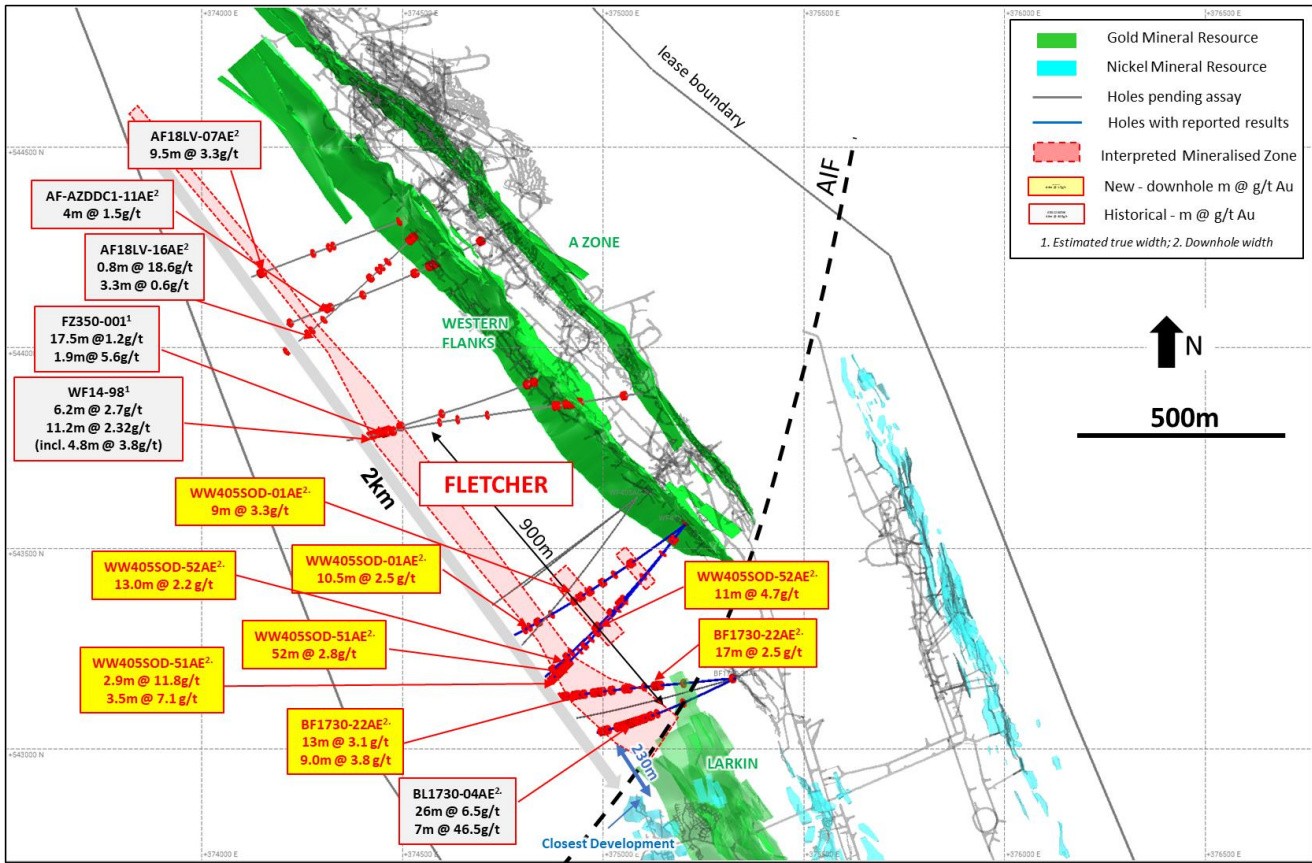 +374000 E
+374500 E
+375000 E
+375500 E
+376000 E
+376500 E
+544500 N
+544000 N
+543500 N
+543000 N
lease boundary
AIF
A ZONE
WESTERN
FLANKS
LARKIN
FLETCHER
2km
900m
230m
Closest Development
N
500m
Gold Mineral Resource
Nickel Mineral Resource
Holes pending assay
Holes with reported results
Interpreted Mineralised Zone
New - downhole m @ g/t Au
Historical - m @ g/t Au
1. Estimated true width; 2. Downhole width
AF18LV-07AE²
9.5m @ 3.3g/t
AF-AZDDC1-11AE²
4m @ 1.5g/t
AF18LV-16AE²
0.8m @ 18.6g/t
3.3m @ 0.6g/t
FZ350-001¹
17.5m @1.2g/t
1.9m@ 5.6g/t
WF14-98¹
6.2m @ 2.7g/t
11.2m @ 2.32g/t
(incl. 4.8m @ 3.8g/t)
WW405SOD-01AE²·
9m @ 3.3g/t
WW405SOD-01AE²·
10.5m @ 2.5 g/t
WW405SOD-52AE²·
13.0m @ 2.2 g/t
WW405SOD-52AE²·
11m @ 4.7g/t
WW405SOD-51AE²·
52m @ 2.8g/t
BF1730-22AE²·
17m @ 2.5 g/t
WW405SOD-51AE²·
2.9m @ 11.8g/t
3.5m @ 7.1 g/t
BF1730-22AE²·
13m @ 3.1 g/t
9.0m @ 3.8 g/t
BL1730-04AE²·
26m @ 6.5g/t
7m @ 46.5g/t
+374000 E
+374500 E
+375000 E
+375500 E
+376000 E
+376500 E